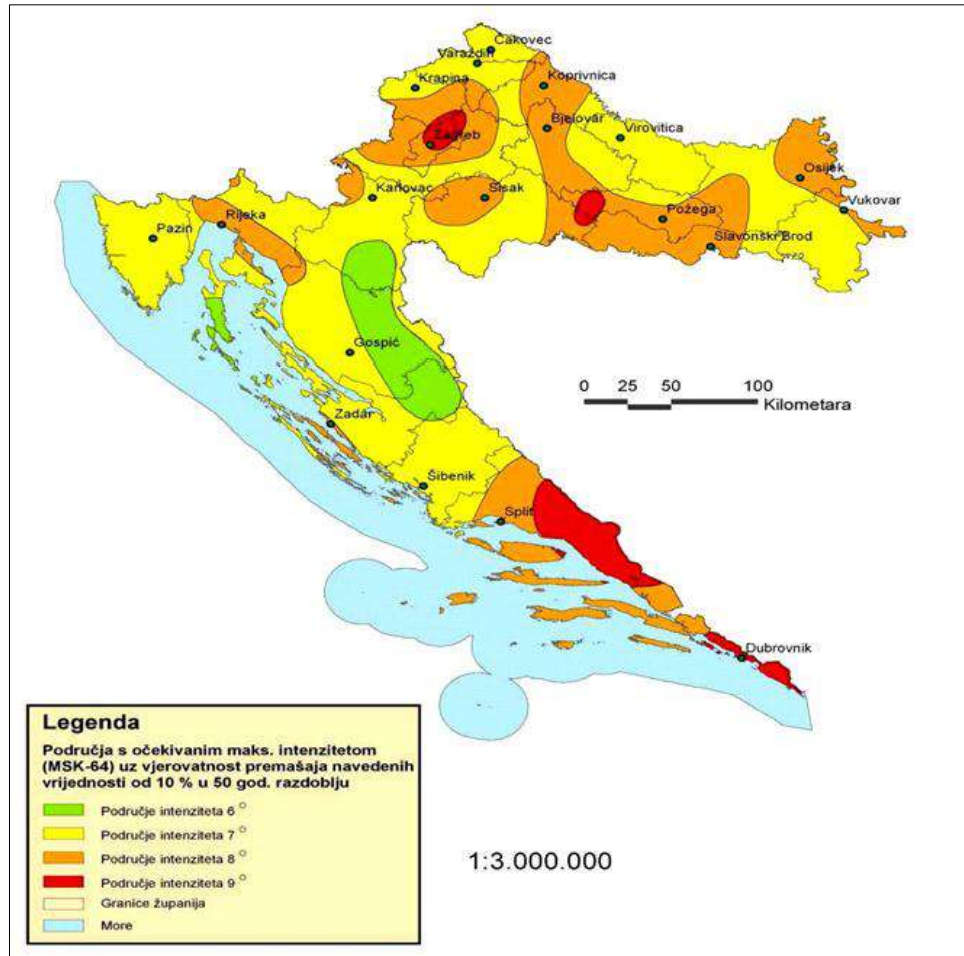 Čakovec
Varaždin
Krapina
Koprivnica
Bjelovar
Zagreb
Virovitica
Osijek
Karlovac
Sisak
Vukovar
Rijeka
Požega
Pazin
Slavonski Brod
Gospić
0 25 50 100
Kilometara
Zadar
Šibenik
Split
Dubrovnik
Legenda
Područja s očekivanim maks. intenzitetom
(MSK-64) uz vjerovatnost premašaja navedenih
vrijednosti od 10 % u 50 god. razdoblju
Područje intenziteta 6 °
Područje intenziteta 7 °
Područje intenziteta 8 °
Područje intenziteta 9 °
Granice županija
More
1:3.000.000